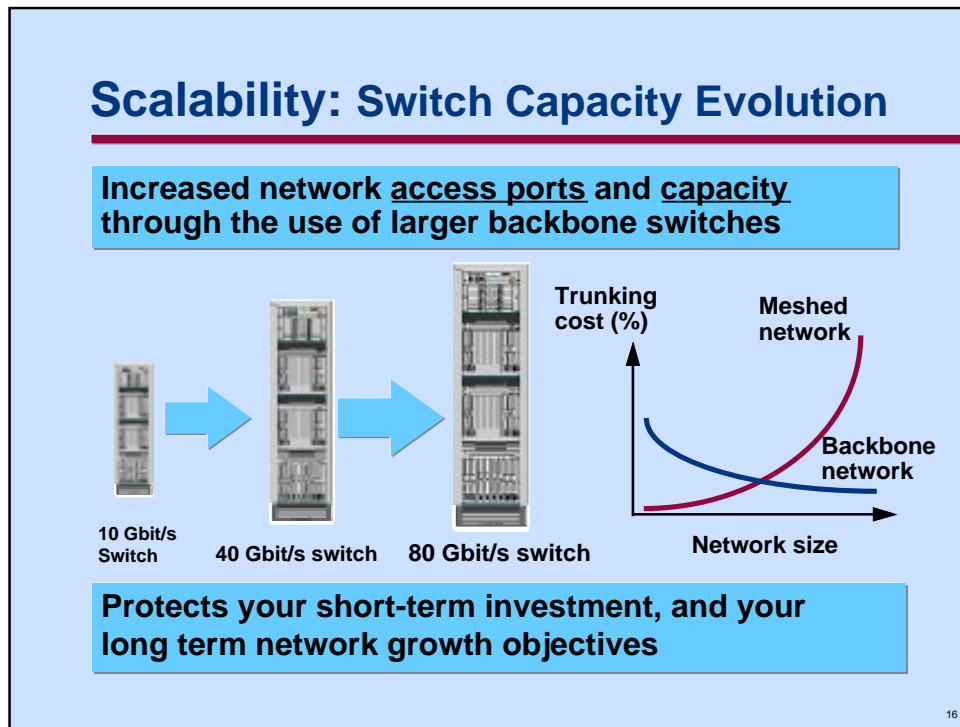 Scalability: Switch Capacity Evolution
Increased network access ports and capacity
through the use of larger backbone switches
Trunking
cost (%)
Meshed
network
Backbone
network
Network size
10 Gbit/s
Switch
40 Gbit/s switch
80 Gbit/s switch
Protects your short-term investment, and your
long term network growth objectives
16